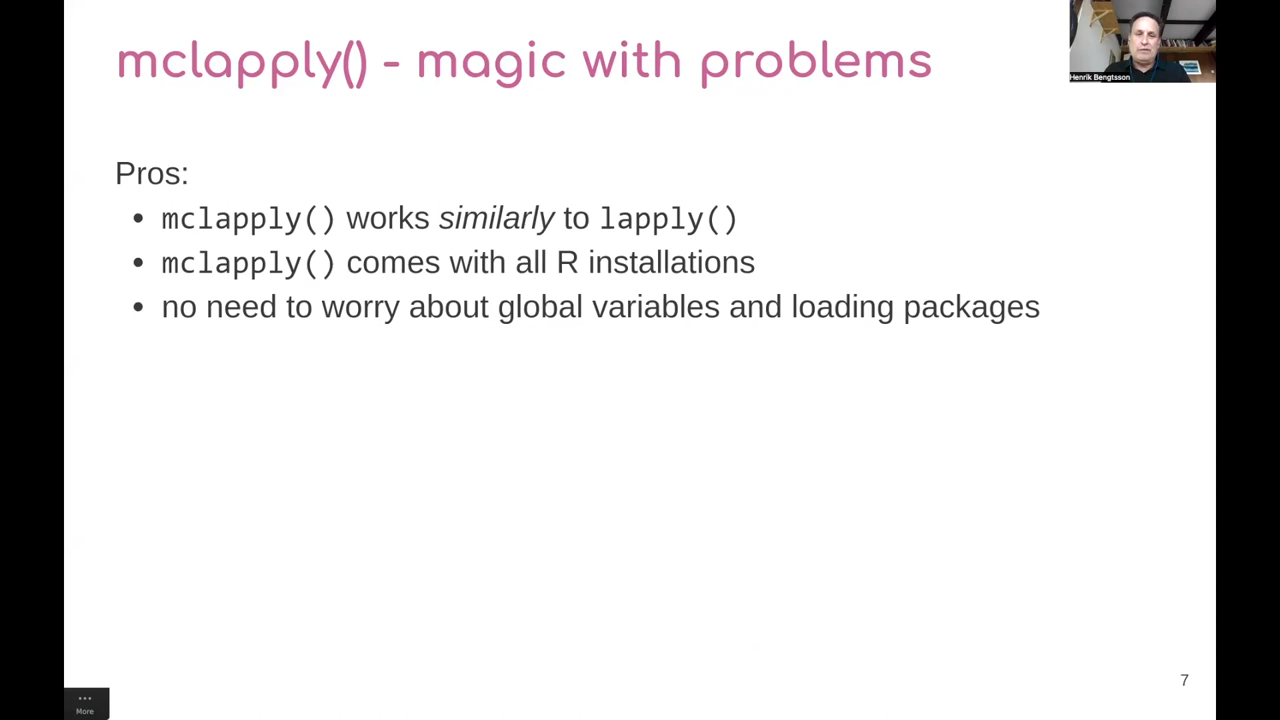 mclapply() - magic with problems
Henrik Bengtsson
Pros:
• mclapply() works similarly to lapply()
• mclapply() comes with all R installations
• no need to worry about global variables and loading packages
7
More